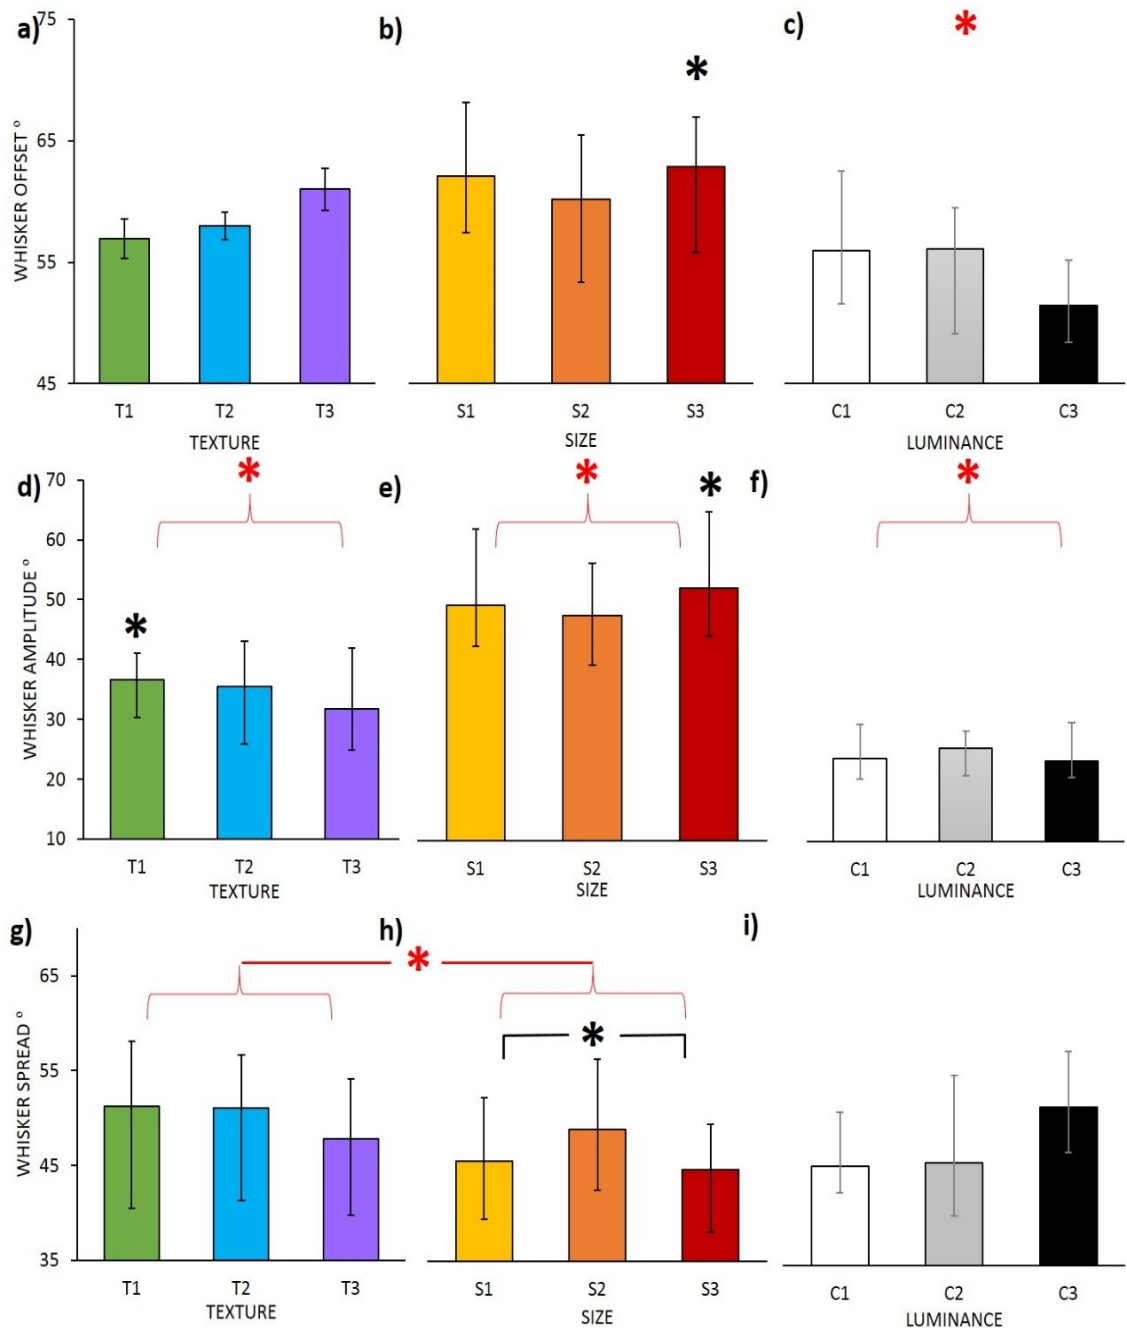 a) b) c)
75
65
55
45
WHISKER OFFSET °
* *
T1 T2 T3 S1 S2 S3 C1 C2 C3
TEXTURE SIZE LUMINANCE
d) e) f)
* * * *
70
60
50
40
30
20
10
WHISKER AMPLITUDE °
*
T1 T2 T3 S1 S2 S3 C1 C2 C3
TEXTURE SIZE LUMINANCE
g) h) i)
*
65
55
45
35
WHISKER SPREAD °
*
T1 T2 T3 S1 S2 S3 C1 C2 C3
TEXTURE SIZE LUMINANCE